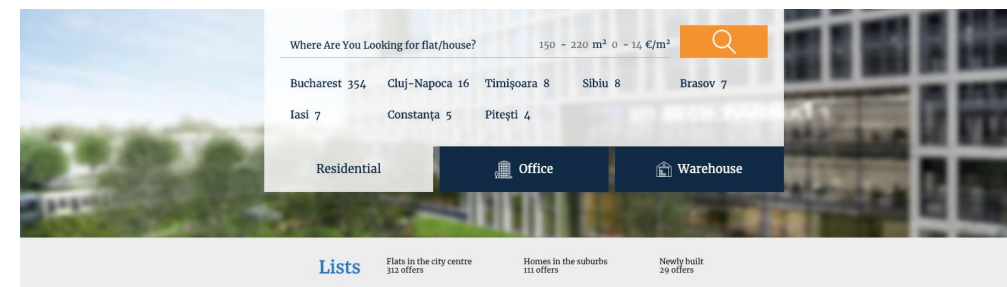 Where Are You Looking for flat/house? 150 - 220 m² 0 - 14 €/m²
Bucharest 354 Cluj-Napoca 16 Timișoara 8 Sibiu 8 Brasov 7
Iasi 7 Constanța 5 Pitești 4
Residential Office Warehouse
Lists Flats in the city centre Homes in the suburbs Newly built
312 offers 111 offers 29 offers